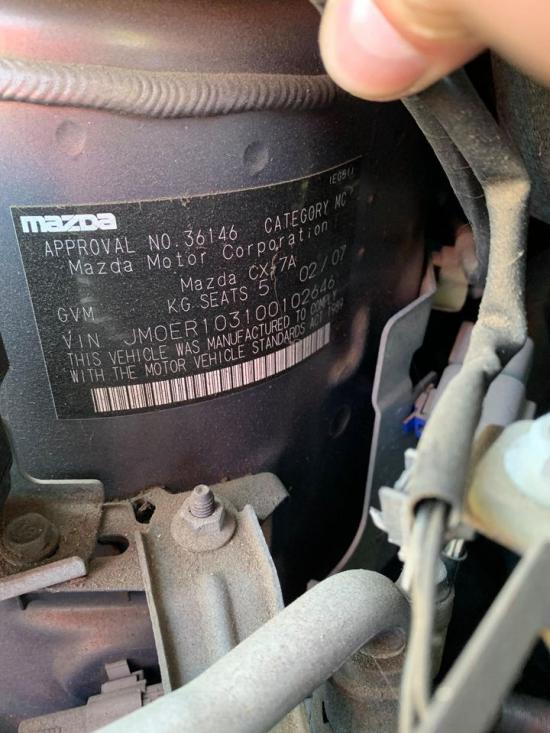 IE0511
mazda
APPROVAL NO.36146 CATEGORY MC
Mazda Motor Corporation
Mazda CX-7A
GVM KG SEATS 5 02/07
VIN JM0ER103100102646
THIS VEHICLE WAS MANUFACTURED TO COMPLY
WITH THE MOTOR VEHICLE STANDARDS ACT 1989